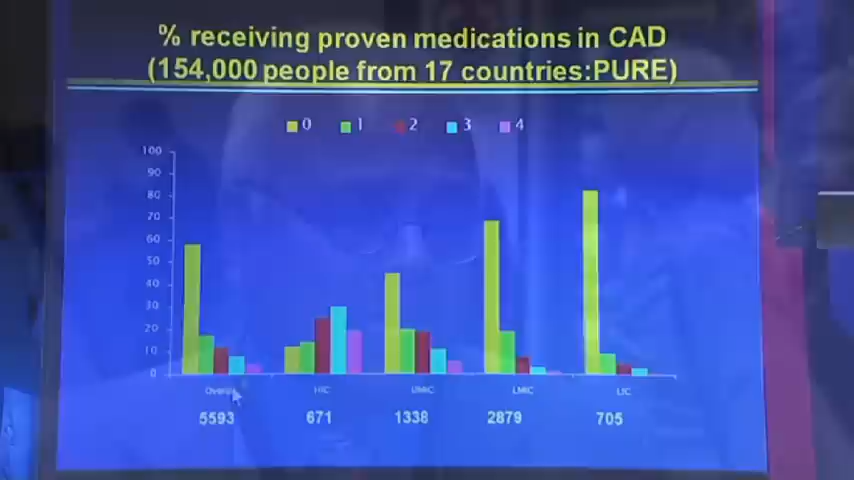 % receiving proven medications in CAD
(154,000 people from 17 countries:PURE)
0 1 2 3 4
100
90
80
70
60
50
40
30
20
10
0
Overall HIC UMIC LMIC LIC
5593 671 1338 2879 705